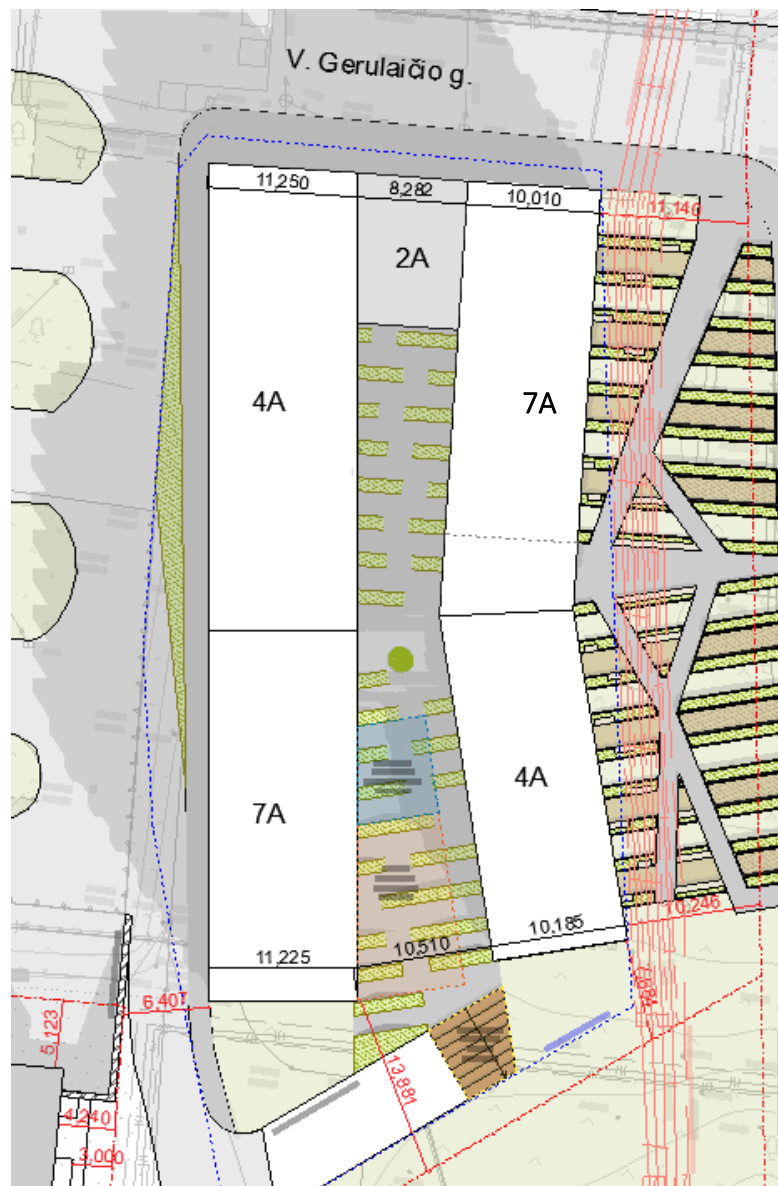 V. Gerulaičio g.
11,250
8,282
10,010
11,146
2A
4A
7A
4A
7A
11,225
10,510
10,185
10,246
6,407
5,123
13,881
4,240
3,000